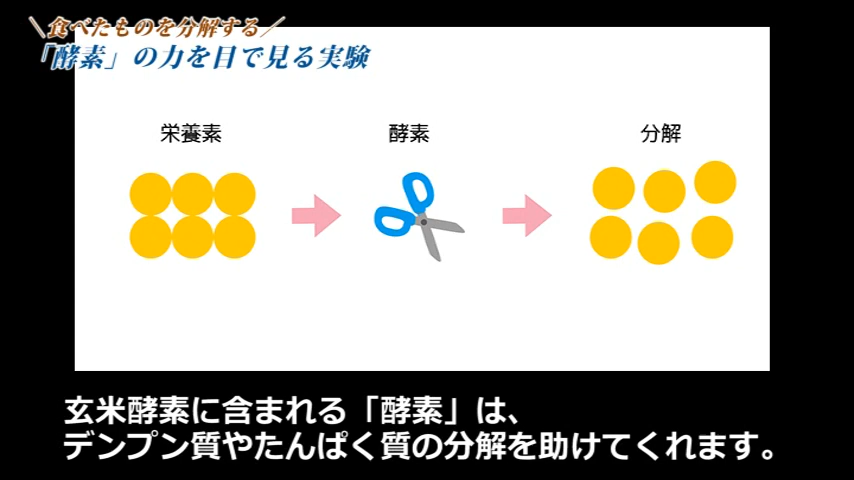 ＼食べたものを分解する／
「酵素」の力を目で見る実験
栄養素
酵素
分解
玄米酵素に含まれる「酵素」は、
デンプン質やたんぱく質の分解を助けてくれます。